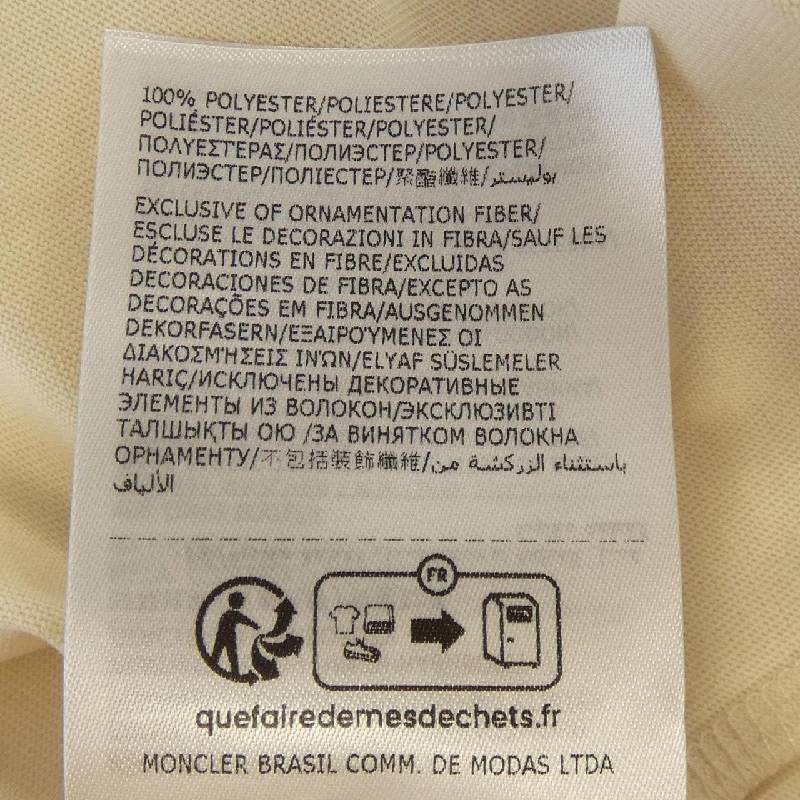 100% POLYESTER/POLIESTERE/POLYESTER/
POLIÉSTER/POLIÉSTER/POLYESTER/
ΠΟΛΥΕΣΤΕΡΑΣ/ПОЛИЭСТЕР/POLYESTER/
ПОЛИЭСТЕР/ПОЛІЕСТЕР/聚酯纖維/بوليستر
EXCLUSIVE OF ORNAMENTATION FIBER/
ESCLUSE LE DECORAZIONI IN FIBRA/SAUF LES
DÉCORATIONS EN FIBRE/EXCLUIDAS
DECORACIONES DE FIBRA/EXCEPTO AS
DECORAÇÕES EM FIBRA/AUSGENOMMEN
DEKORFASERN/ΕΞΑΙΡΟΎΜΕΝΕΣ ΟΙ
ΔΙΑΚΟΣΜΉΣΕΙΣ ΙΝΏΝ/ELYAF SÜSLEMELER
HARIÇ/ИСКЛЮЧЕНЫ ДЕКОРАТИВНЫЕ
ЭЛЕМЕНТЫ ИЗ ВОЛОКОН/ЭКСКЛЮЗИВТІ
ТАЛШЫҚТЫ ОЮ /ЗА ВИНЯТКОМ ВОЛОКНА
ОРНАМЕНТУ/不包括裝飾纖維/باستثناء الزركشة من
الألياف
FR
quefairedemesdechets.fr
MONCLER BRASIL COMM. DE MODAS LTDA